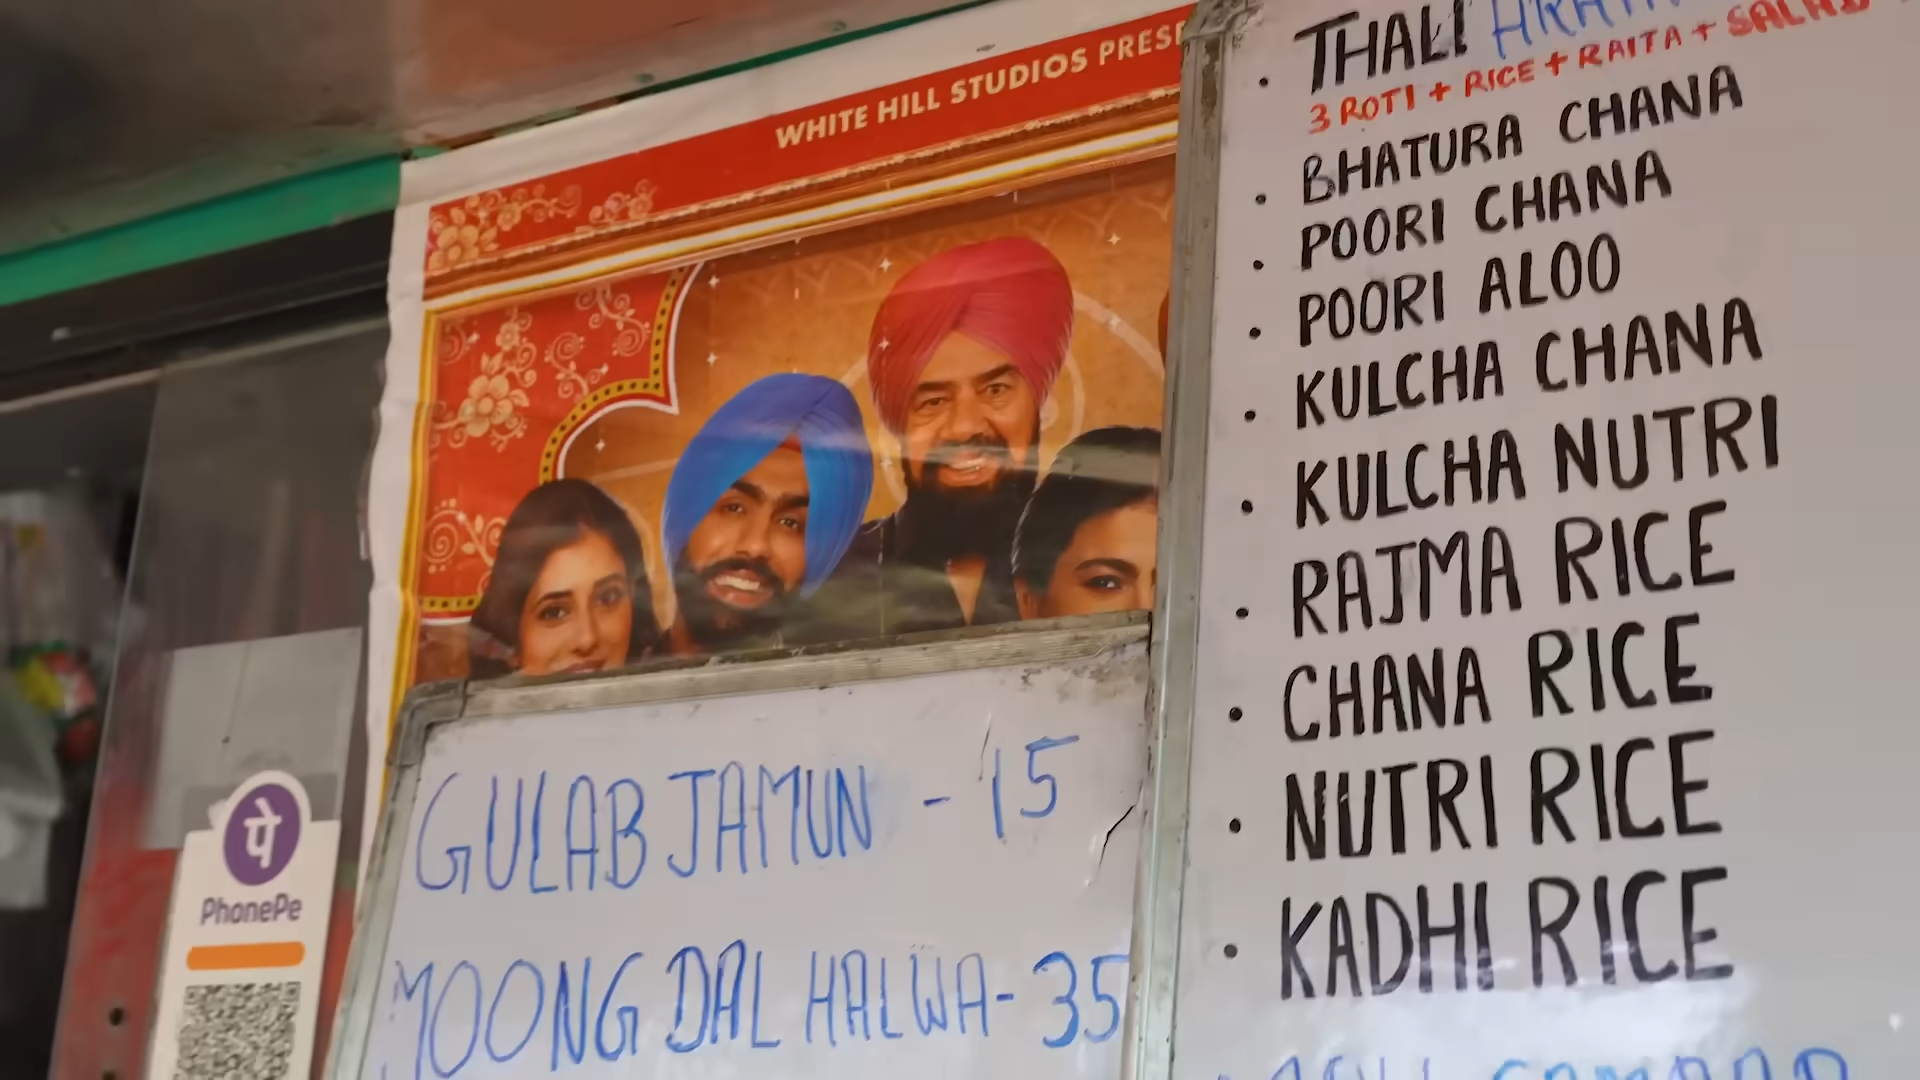 WHITE HILL STUDIOS
THALI
3 ROTI + RICE + RAITA + SALAD
• BHATURA CHANA
• POORI CHANA
• POORI ALOO
• KULCHA CHANA
• KULCHA NUTRI
• RAJMA RICE
• CHANA RICE
• NUTRI RICE
• KADHI RICE
GULAB JAMUN - 15
MOONG DAL HALWA - 35
पे
PhonePe